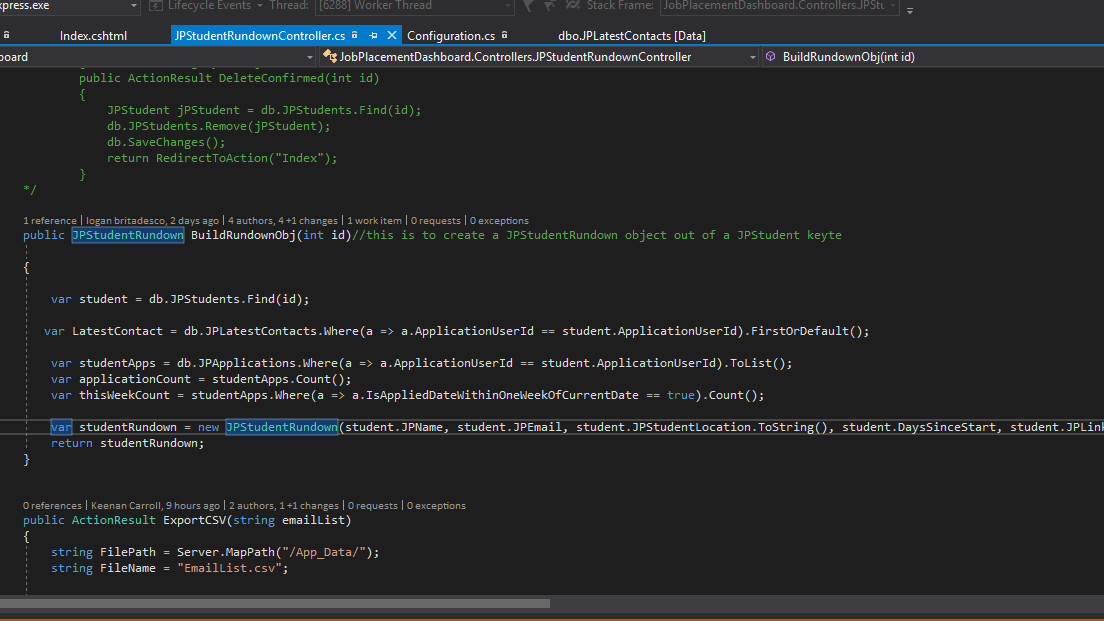 xpress.exe Lifecycle Events Thread: [6288] Worker Thread Stack Frame: JobPlacementDashboard.Controllers.JPStu
Index.cshtml JPStudentRundownController.cs Configuration.cs dbo.JPLatestContacts [Data]
board JobPlacementDashboard.Controllers.JPStudentRundownController BuildRundownObj(int id)
public ActionResult DeleteConfirmed(int id)
{
JPStudent jPStudent = db.JPStudents.Find(id);
db.JPStudents.Remove(jPStudent);
db.SaveChanges();
return RedirectToAction("Index");
}
*/
1 reference | logan britadesco, 2 days ago | 4 authors, 4 +1 changes | 1 work item | 0 requests | 0 exceptions
public JPStudentRundown BuildRundownObj(int id)//this is to create a JPStudentRundown object out of a JPStudent keyte
{
var student = db.JPStudents.Find(id);
var LatestContact = db.JPLatestContacts.Where(a => a.ApplicationUserId == student.ApplicationUserId).FirstOrDefault();
var studentApps = db.JPApplications.Where(a => a.ApplicationUserId == student.ApplicationUserId).ToList();
var applicationCount = studentApps.Count();
var thisWeekCount = studentApps.Where(a => a.IsAppliedDateWithinOneWeekOfCurrentDate == true).Count();
var studentRundown = new JPStudentRundown(student.JPName, student.JPEmail, student.JPStudentLocation.ToString(), student.DaysSinceStart, student.JPLink
return studentRundown;
}
0 references | Keenan Carroll, 9 hours ago | 2 authors, 1 +1 changes | 0 requests | 0 exceptions
public ActionResult ExportCSV(string emailList)
{
string FilePath = Server.MapPath("/App_Data/");
string FileName = "EmailList.csv";